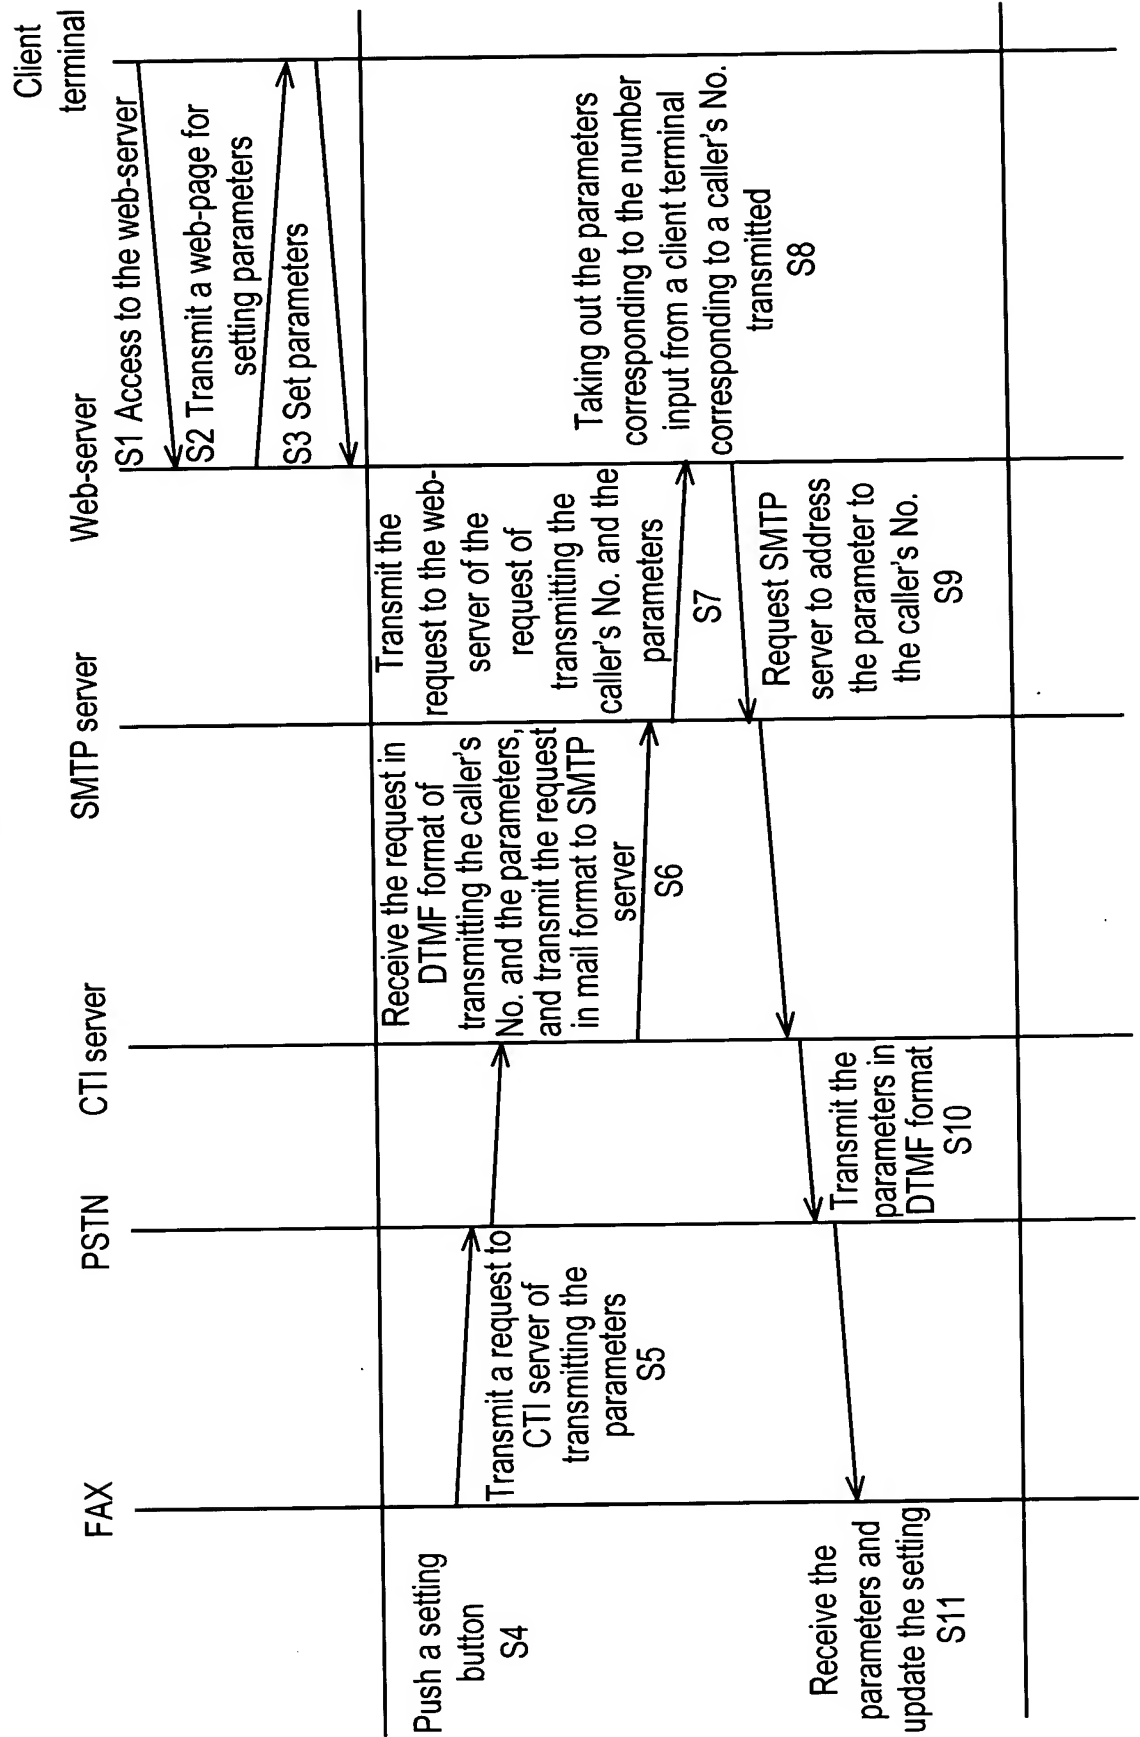 FAX
PSTN
CTI server
SMTP server
Web-server
Client
terminal
S1 Access to the web-server
S2 Transmit a web-page for
setting parameters
S3 Set parameters
Push a setting
button
S4
Transmit a request to
CTI server of
transmitting the
parameters
S5
Receive the request in
DTMF format of
transmitting the caller's
No. and the parameters,
and transmit the request
in mail format to SMTP
server
S6
Transmit the
request to the web-
server of the
request of
transmitting the
caller's No. and the
parameters
S7
Taking out the parameters
corresponding to the number
input from a client terminal
corresponding to a caller's No.
transmitted
S8
Request SMTP
server to address
the parameter to
the caller's No.
S9
Transmit the
parameters in
DTMF format
S10
Receive the
parameters and
update the setting
S11